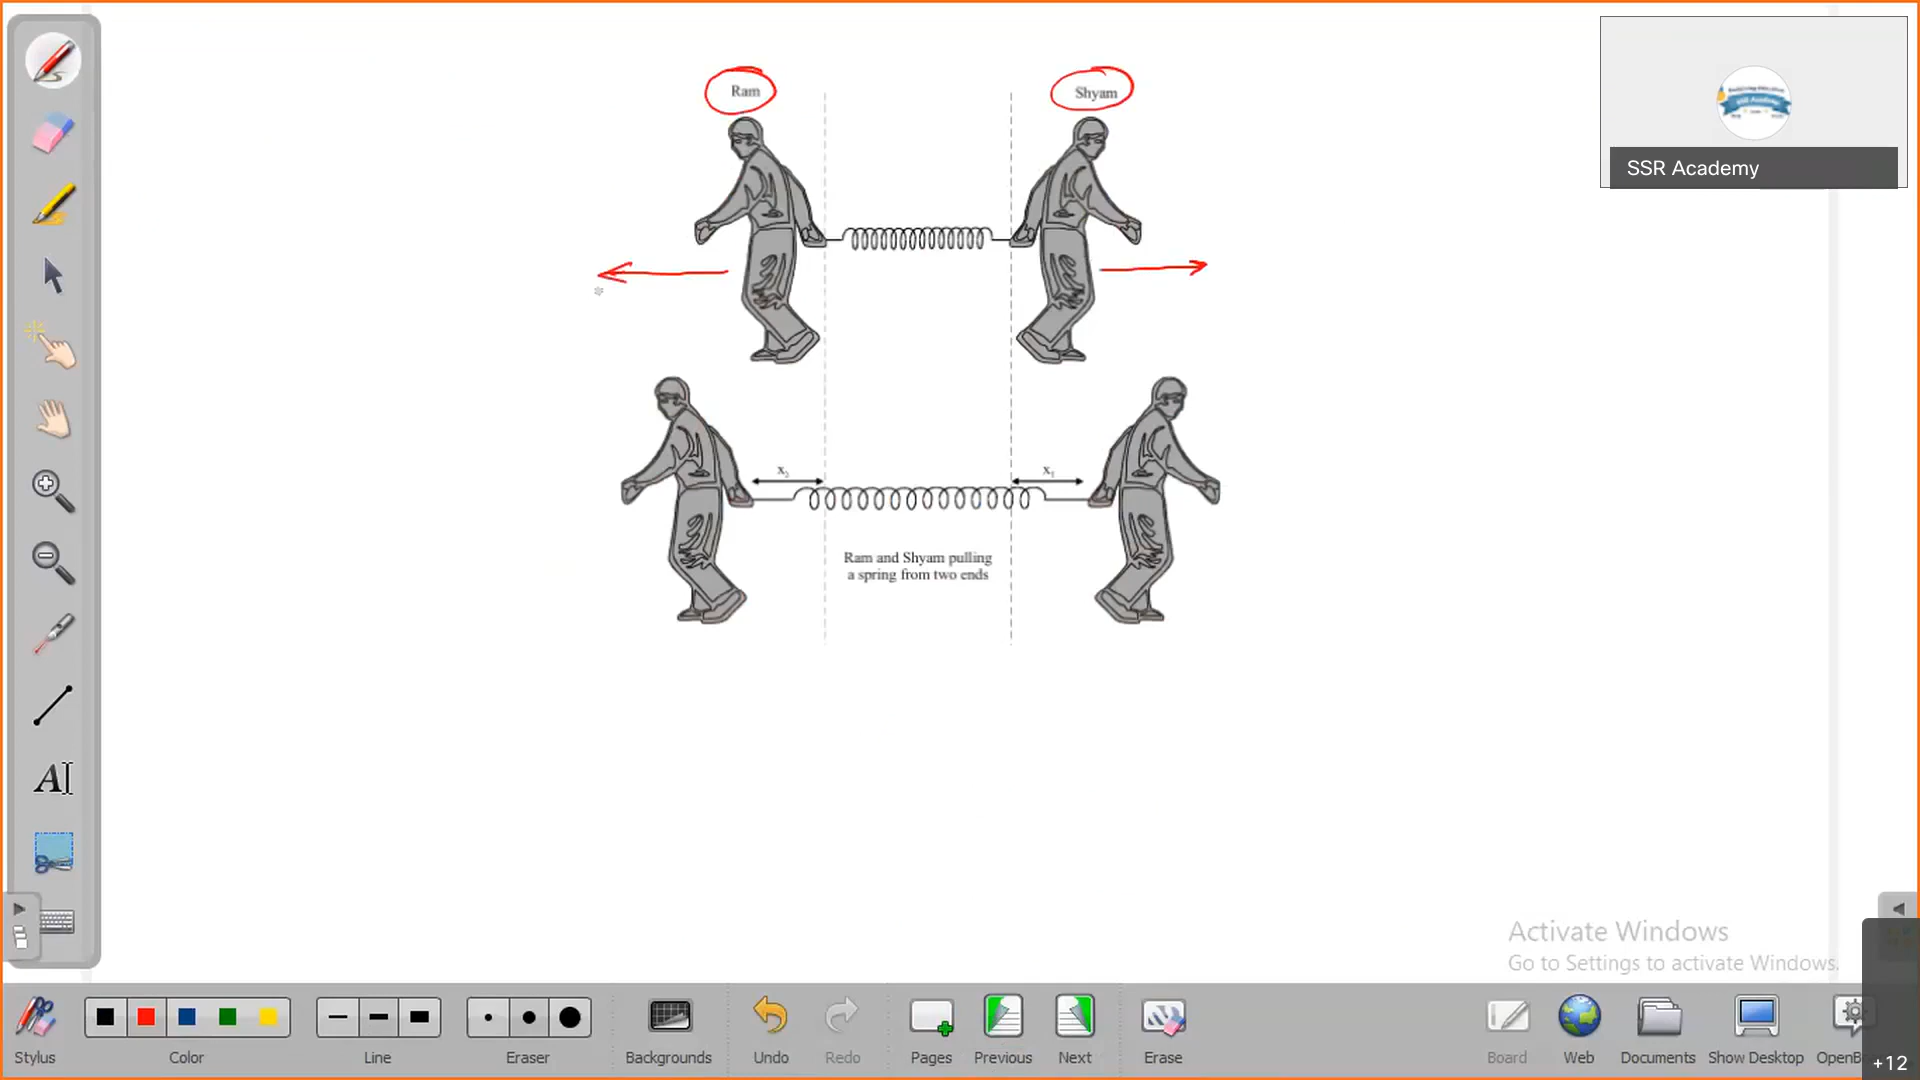 Ram
Shyam
SSR Academy
x₂
x₁
Ram and Shyam pulling
a spring from two ends
Activate Windows
Go to Settings to activate Windows.
Stylus
Color
Line
Eraser
Backgrounds
Undo
Redo
Pages
Previous
Next
Erase
Board
Web
Documents
Show Desktop
+12